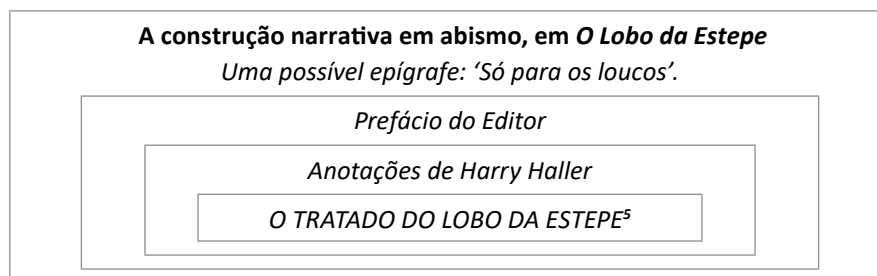 A construção narrativa em abismo, em O Lobo da Estepe
Uma possível epígrafe: ‘Só para os loucos’.
Prefácio do Editor
Anotações de Harry Haller
O TRATADO DO LOBO DA ESTEPE⁵